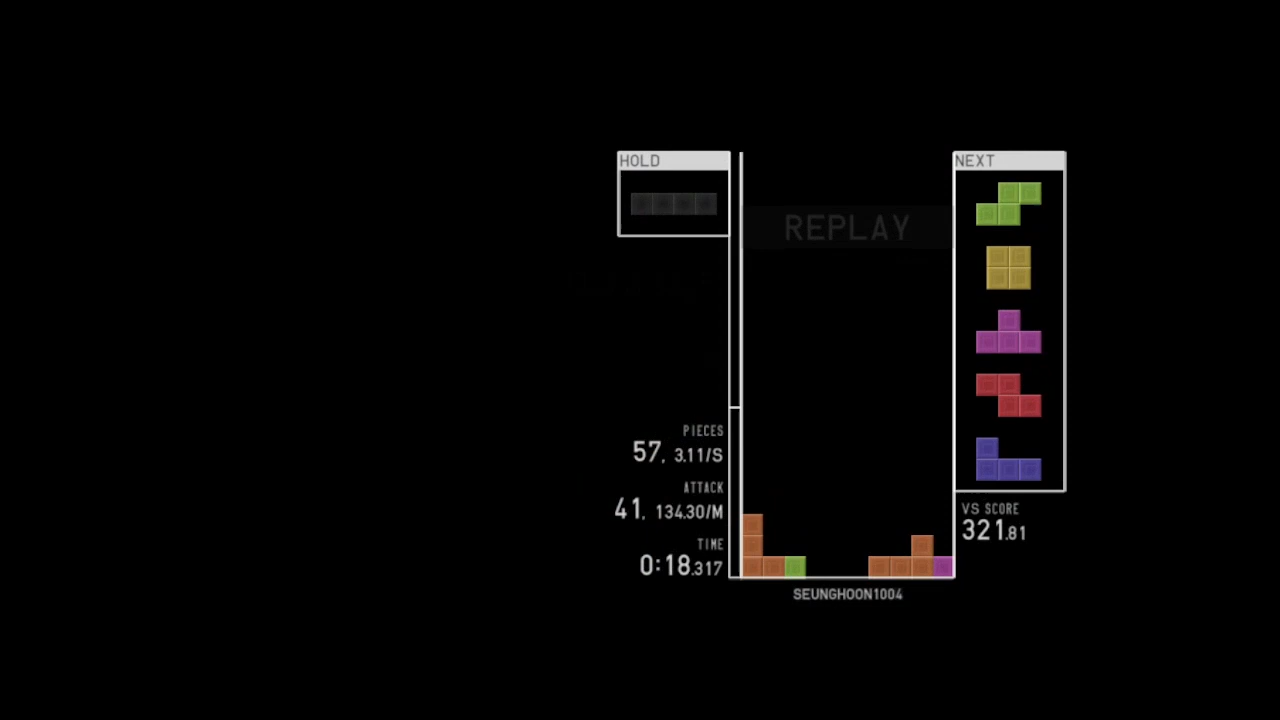 HOLD
NEXT
REPLAY
PIECES
57, 3.11/S
ATTACK
41, 134.30/M
TIME
0:18.317
VS SCORE
321.81
SEUNGHOON1004